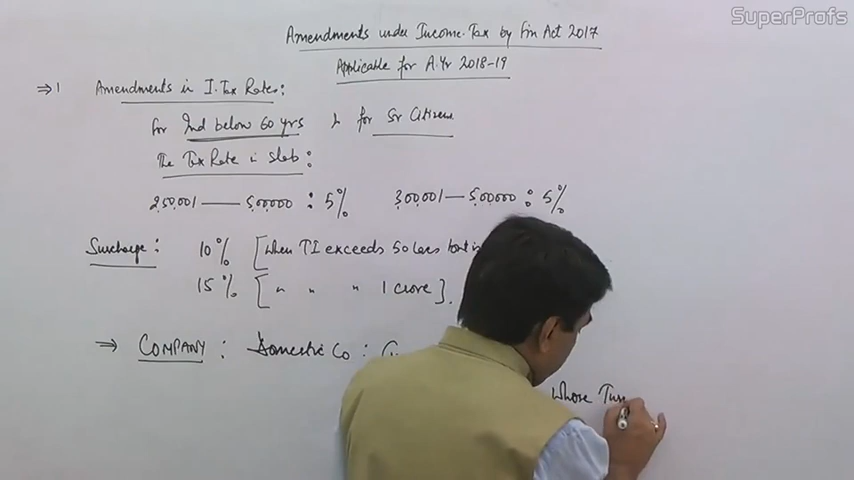 SuperProfs
Amendments under Income Tax by Fin Act 2017
Applicable for A.Yr 2018-19
⇒ 1 Amendments in I.Tax Rates:
for Ind below 60 yrs & for Sr Citizens
The Tax Rate in slab:
2,50,001 — 5,00,000 : 5% 3,00,001 — 5,00,000 : 5%
Surcharge: 10% [When TI exceeds 50 lacs but
15% [ " " " 1 crore].
⇒ COMPANY : Domestic Co :
Whose